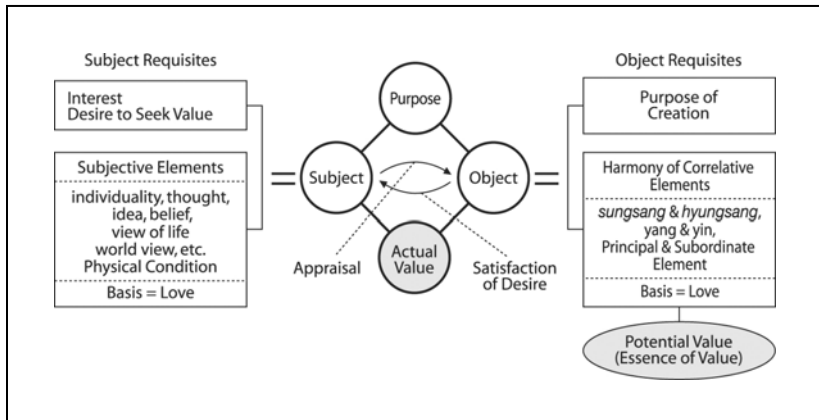 Subject Requisites
Interest
Desire to Seek Value
Subjective Elements
individuality, thought,
idea, belief,
view of life
world view, etc.
Physical Condition
Basis = Love
=
Purpose
Subject
Object
Actual
Value
Appraisal
Satisfaction
of Desire
=
Object Requisites
Purpose of
Creation
Harmony of Correlative
Elements
sungsang & hyungsang,
yang & yin,
Principal & Subordinate
Element
Basis = Love
Potential Value
(Essence of Value)